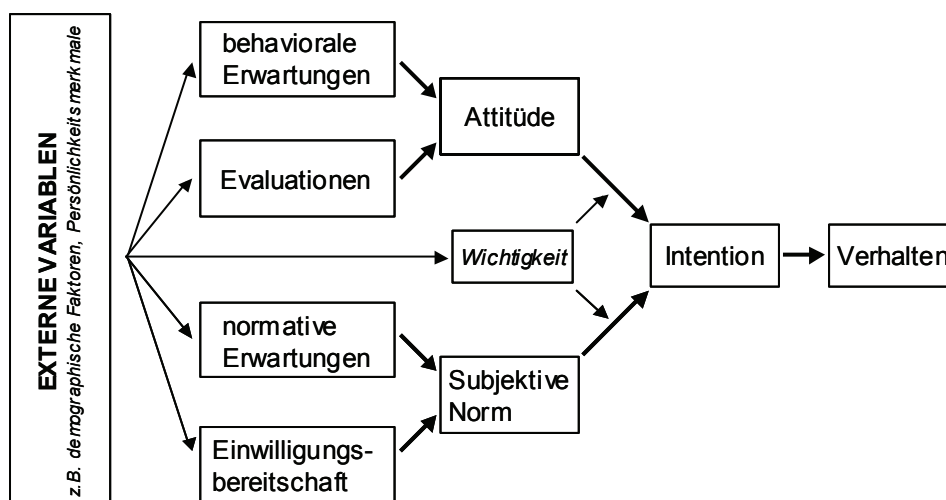 EXTERNE VARIABLEN
z.B. demographische Faktoren, Persönlichkeitsmerkmale
behaviorale
Erwartungen
Evaluationen
Attitüde
Wichtigkeit
normative
Erwartungen
Einwilligungs-
bereitschaft
Subjektive
Norm
Intention
Verhalten